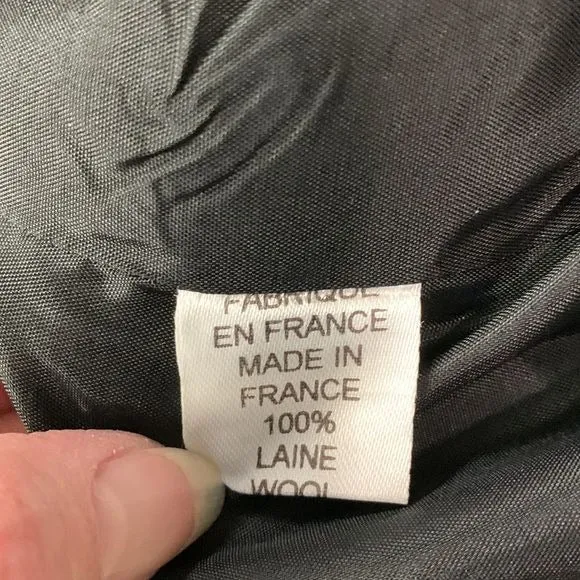 FABRIQUE
EN FRANCE
MADE IN
FRANCE
100%
LAINE
WOOL